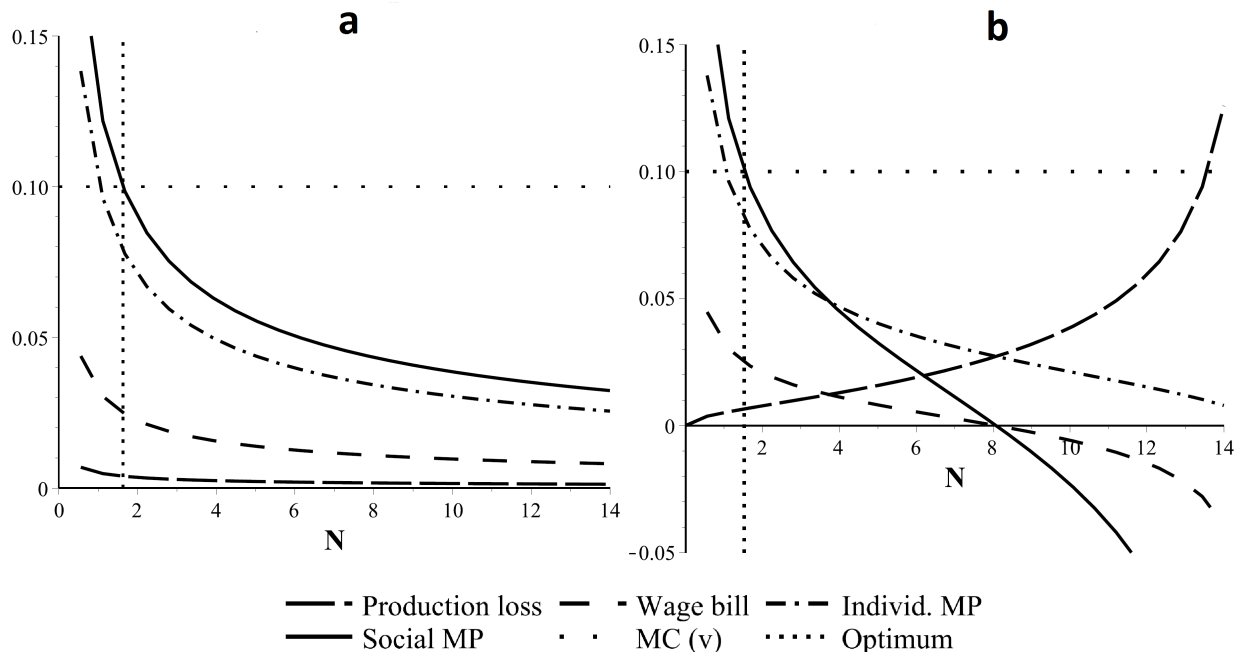 a
b
0.15
0.10
0.05
0
0 2 4 6 8 10 12 14
N
0.15
0.10
0.05
0
-0.05
2 4 6 8 10 12 14
N
Production loss Wage bill Individ. MP
Social MP MC (v) Optimum